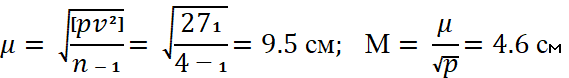 μ = √([pv²]/(n − 1)) = √(271/(4 − 1)) = 9.5 см; M = μ/√p = 4.6 см